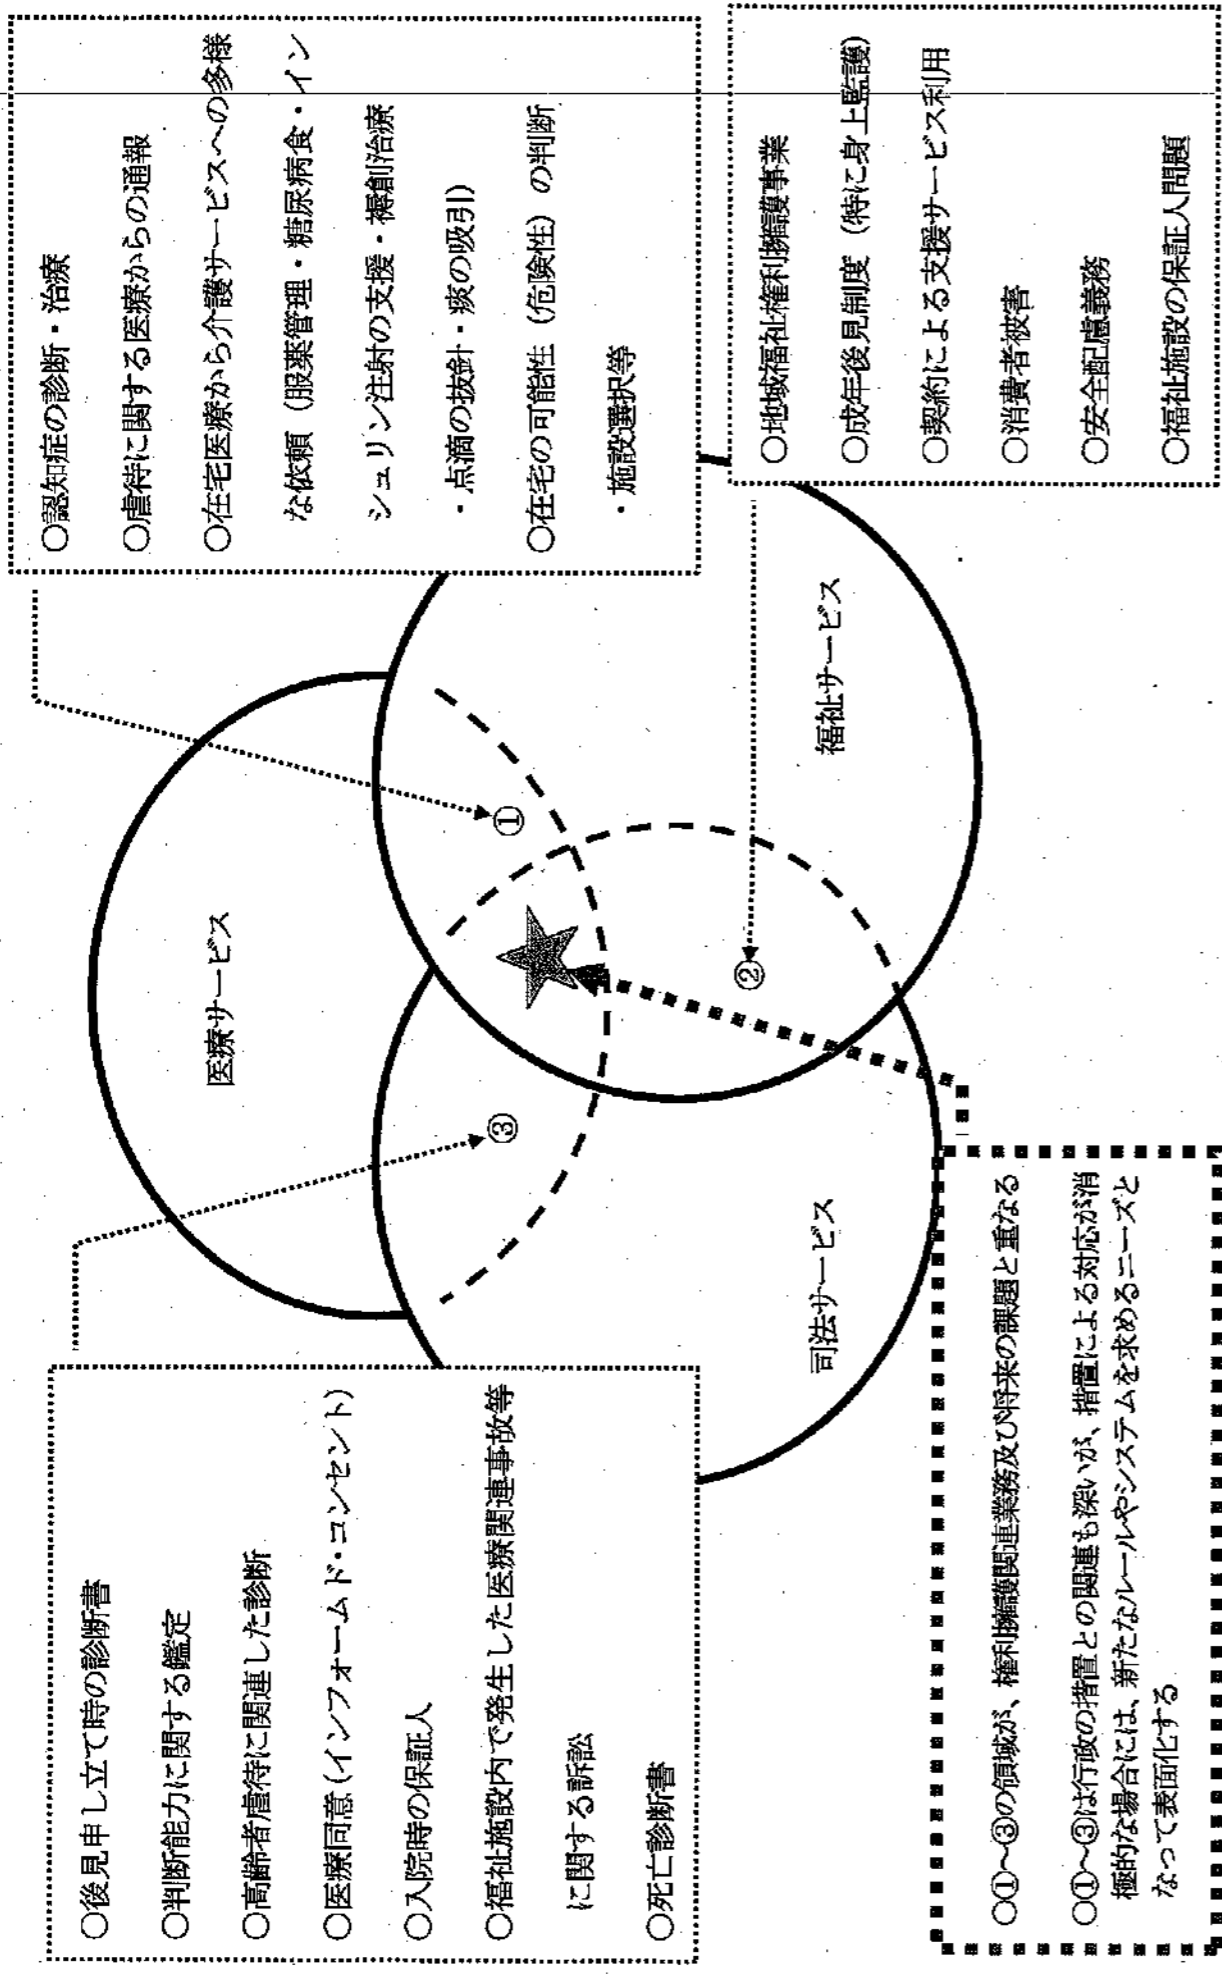 ○後見申し立て時の診断書
○判断能力に関する鑑定
○高齢者虐待に関連した診断
○医療同意(インフォームド・コンセント)
○入院時の保証人
○福祉施設内で発生した医療関連事故等
に関する訴訟
○死亡診断書
○認知症の診断・治療
○虐待に関する医療からの通報
○在宅医療から介護サービスへの多様
な依頼（服薬管理・糖尿病食・イン
シュリン注射の支援・褥創治療
・点滴の抜針・痰の吸引）
○在宅の可能性（危険性）の判断
・施設選択等
医療サービス
③
①
②
司法サービス
福祉サービス
○地域福祉権利擁護事業
○成年後見制度（特に身上監護）
○契約による支援サービス利用
○消費者被害
○安全配慮義務
○福祉施設の保証人問題
○①～③の領域が、権利擁護関連業務及び将来の課題と重なる
○①～③は行政の措置との関連も深いが、措置による対応が消
極的な場合には、新たなルールやシステムを求めるニーズと
なって表面化する